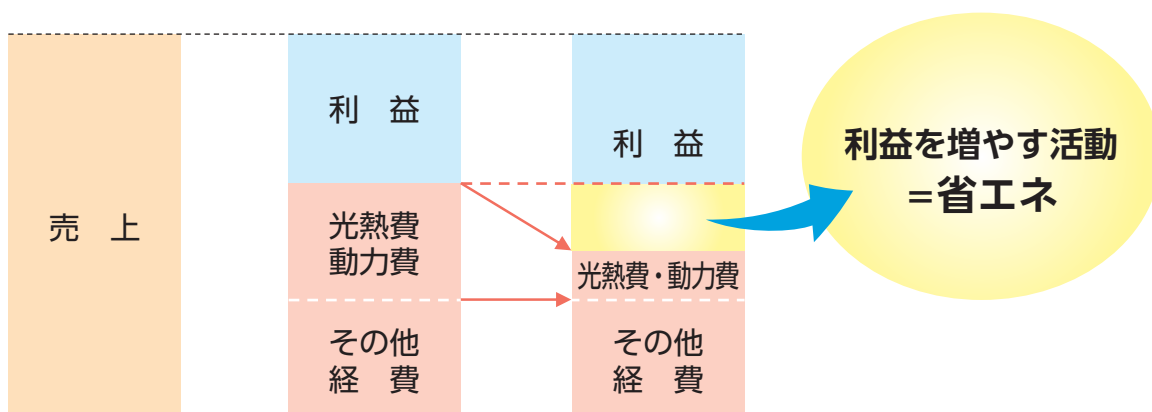 売　上
利　益
光熱費
動力費
その他
経　費
利　益
光熱費・動力費
その他
経　費
利益を増やす活動
=省エネ